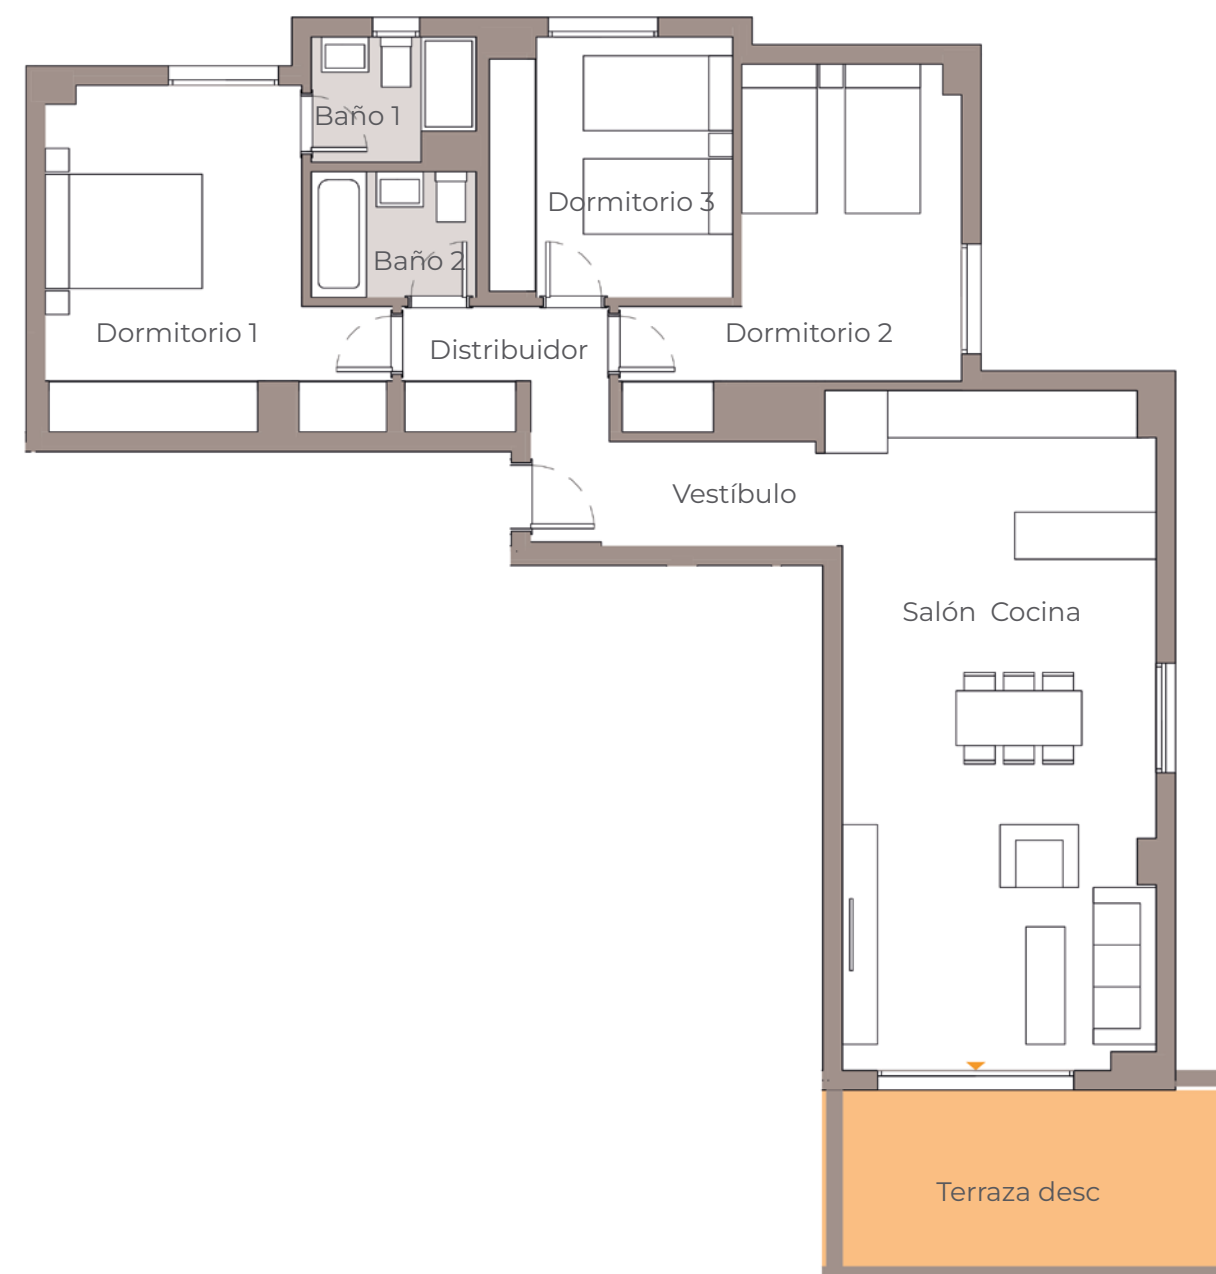 Baño 1
Dormitorio 3
Baño 2
Dormitorio 1
Distribuidor
Dormitorio 2
Vestíbulo
Salón  Cocina
Terraza desc